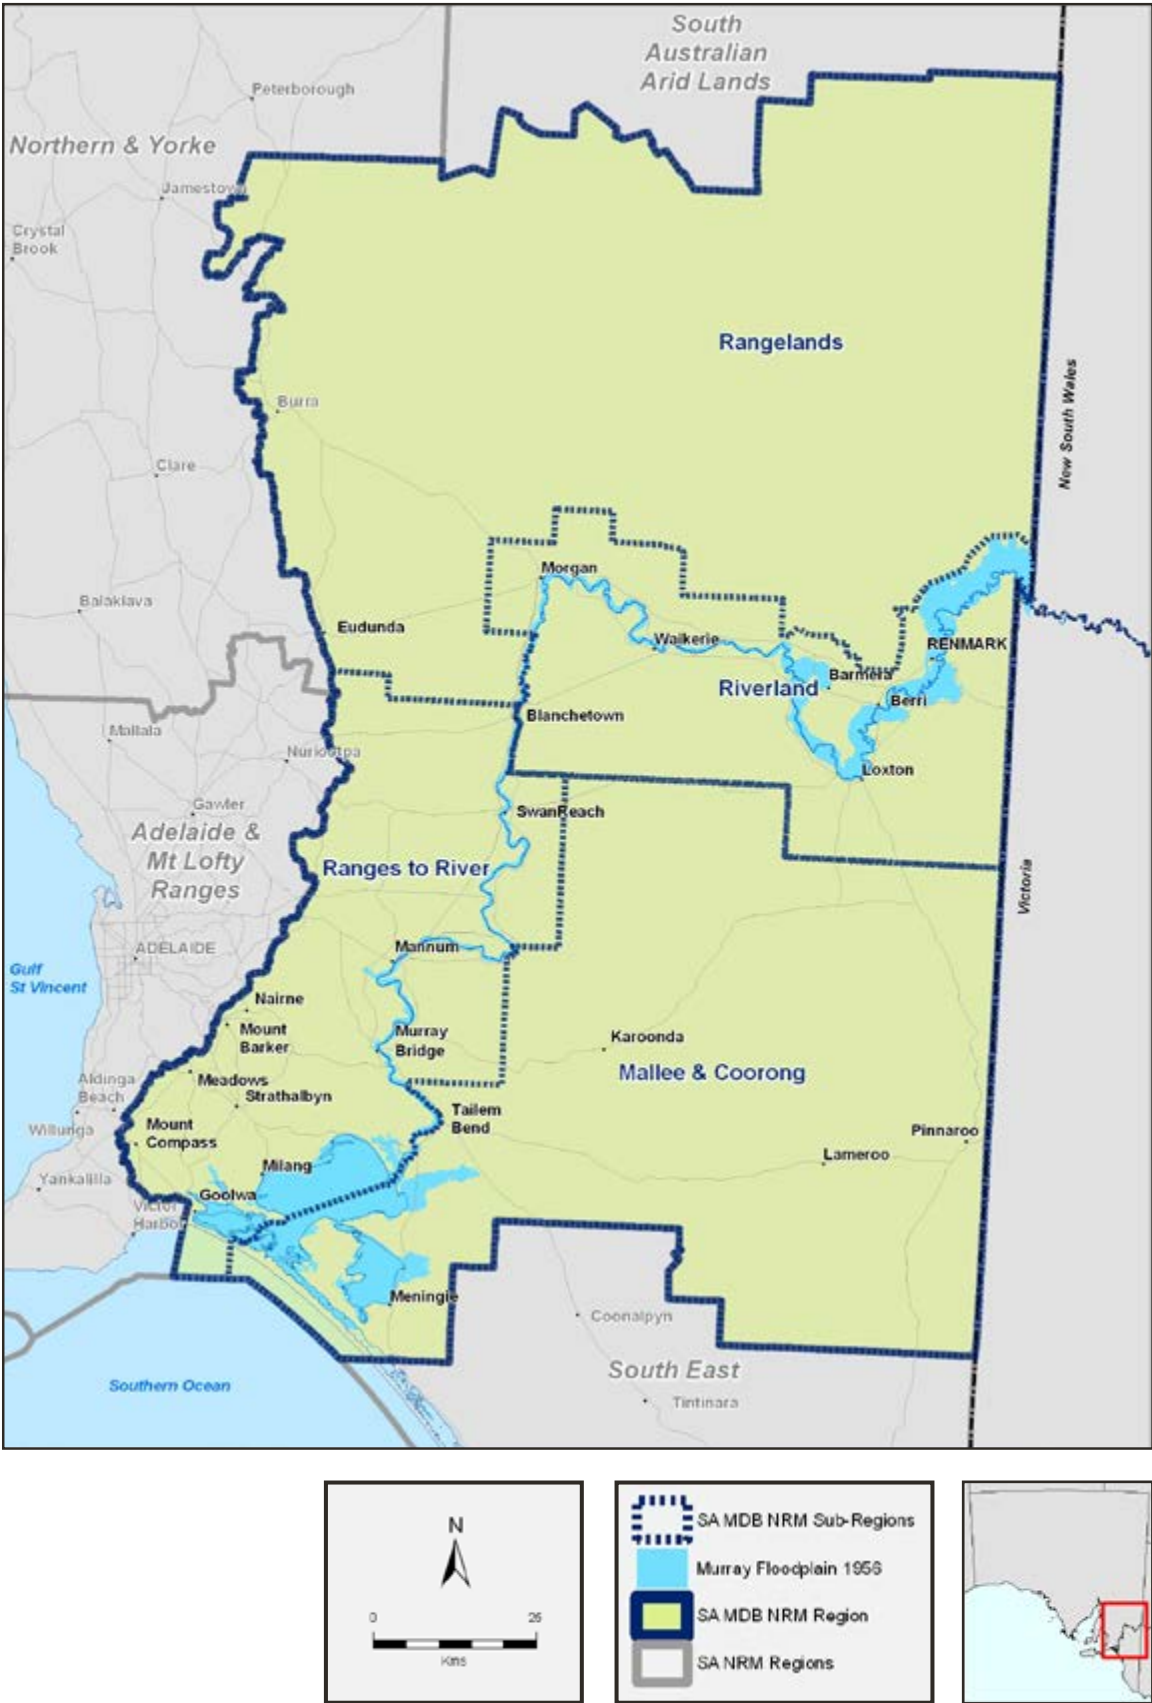 South
Australian
Arid Lands
Peterborough
Northern & Yorke
Jamestown
Crystal
Brook
Rangelands
New South Wales
Burra
Clare
Morgan
Balaklava
Eudunda
Waikerie
RENMARK
Barmera
Riverland
Berri
Blanchetown
Mallala
Nuriootpa
Loxton
Gawler
SwanReach
Adelaide &
Mt Lofty
Ranges
Ranges to River
Victoria
ADELAIDE
Mannum
Gulf
St Vincent
Nairne
Mount
Barker
Murray
Bridge
Karoonda
Mallee & Coorong
Aldinga
Beach
Meadows
Strathalbyn
Tailem
Bend
Willunga
Mount
Compass
Pinnaroo
Lameroo
Milang
Yankalilla
Goolwa
Victor
Harbor
Meningie
Coonalpyn
South East
Southern Ocean
Tintinara
N
0 25
Kms
SA MDB NRM Sub-Regions
Murray Floodplain 1956
SA MDB NRM Region
SA NRM Regions